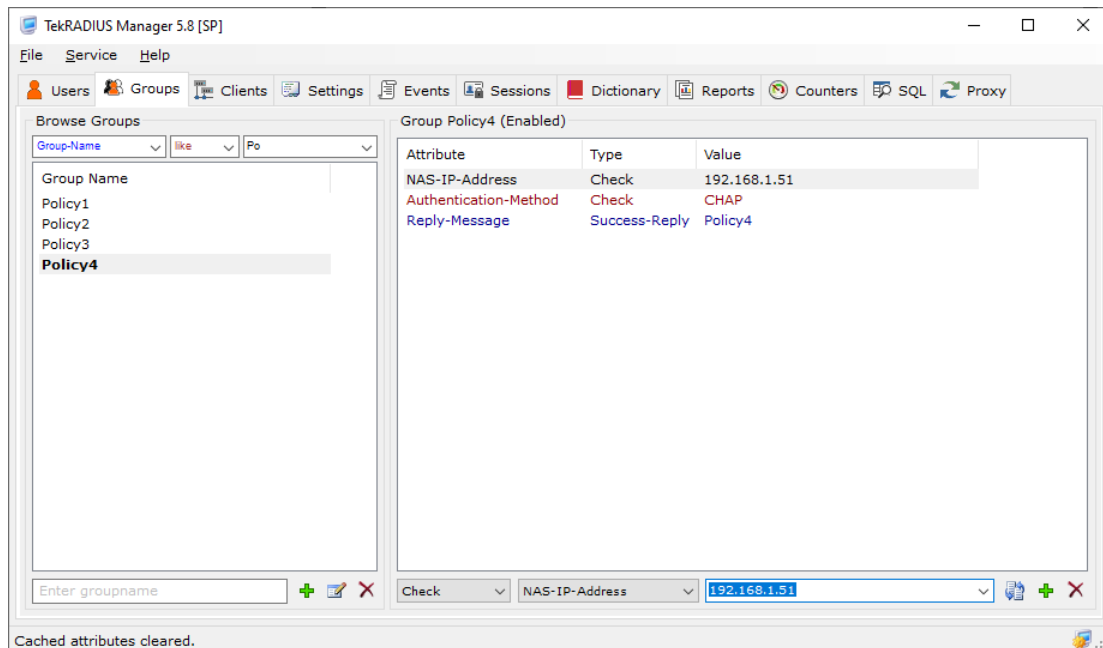 TekRADIUS Manager 5.8 [SP]
File Service Help
Users Groups Clients Settings Events Sessions Dictionary Reports Counters SQL Proxy
Browse Groups
Group-Name like Po
Group Name
Policy1
Policy2
Policy3
Policy4
Enter groupname
Group Policy4 (Enabled)
Attribute Type Value
NAS-IP-Address Check 192.168.1.51
Authentication-Method Check CHAP
Reply-Message Success-Reply Policy4
Check NAS-IP-Address 192.168.1.51
Cached attributes cleared.